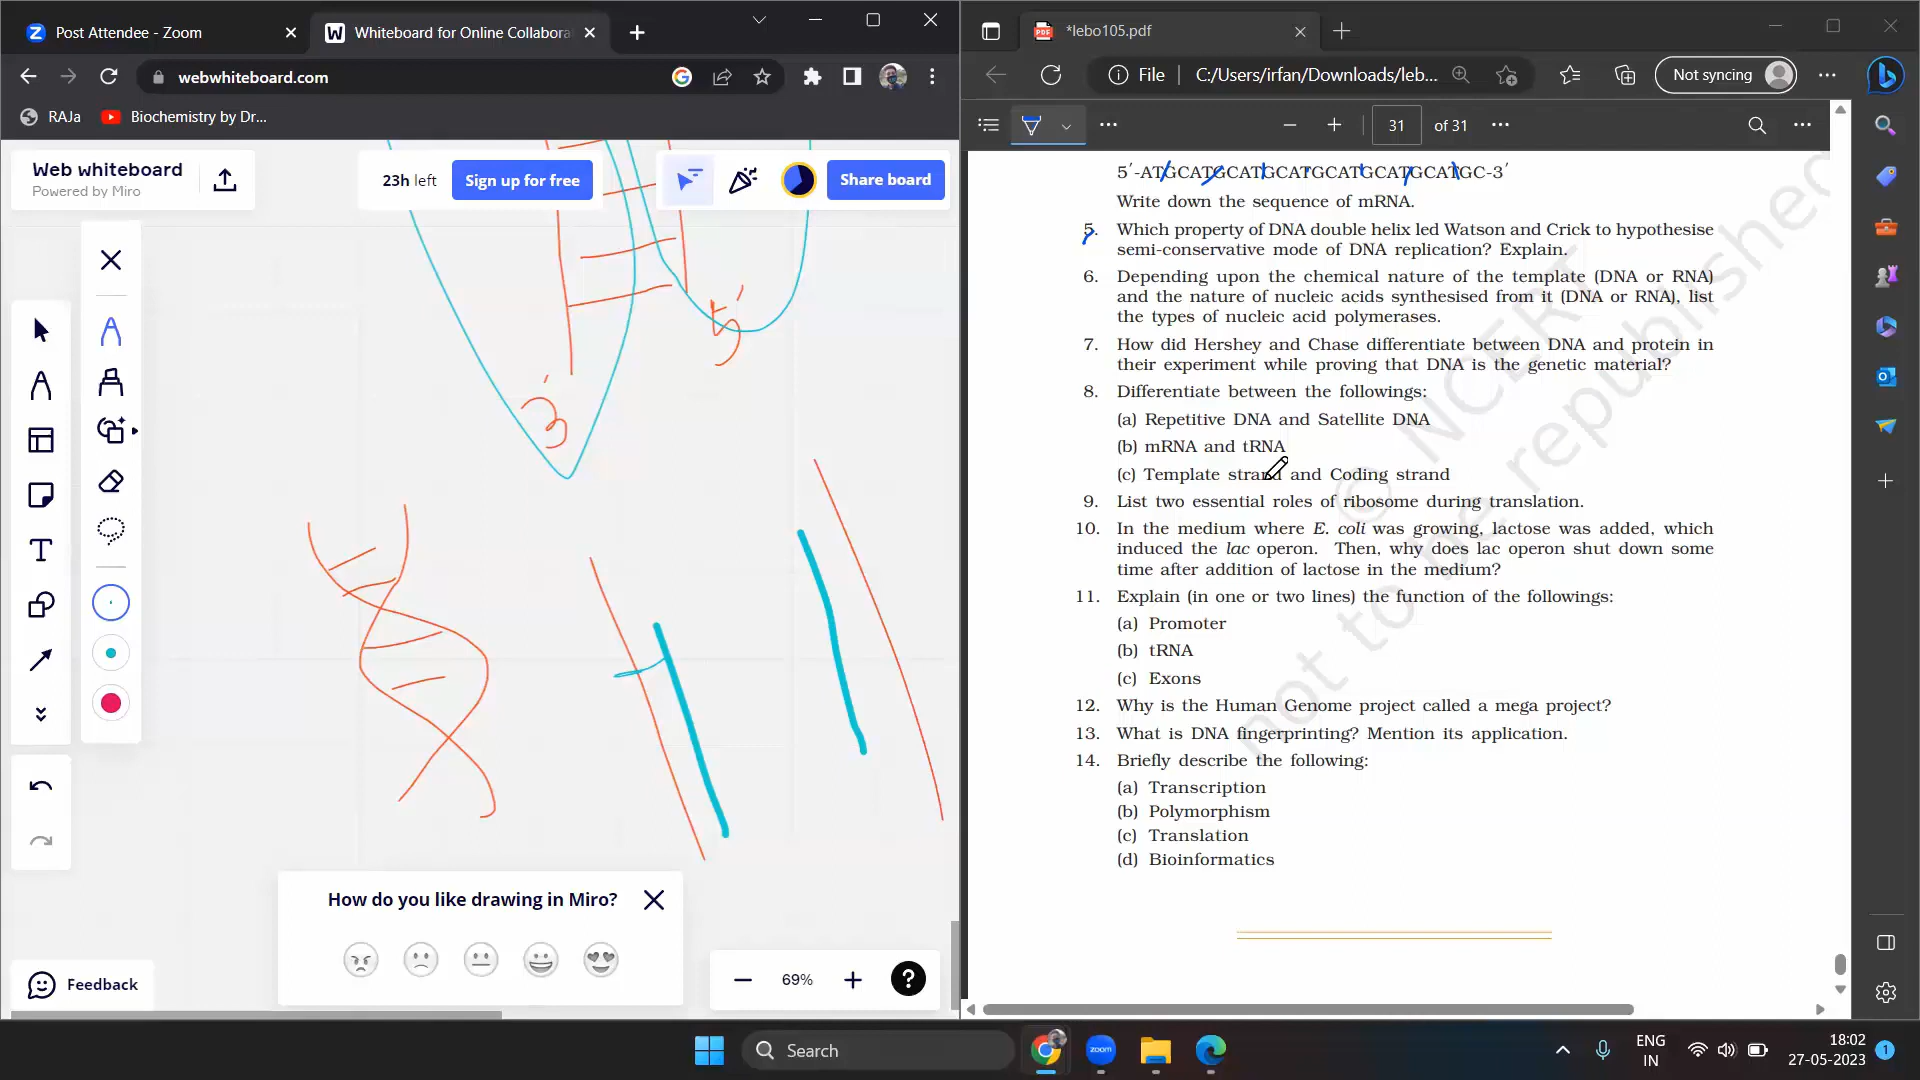 Post Attendee - Zoom
Whiteboard for Online Collabora
webwhiteboard.com
RAJa
Biochemistry by Dr...
Web whiteboard
Powered by Miro
23h left
Sign up for free
Share board
5'
3'
How do you like drawing in Miro?
Feedback
69%
?
*lebo105.pdf
File
C:/Users/irfan/Downloads/leb...
Not syncing
31
of 31
5′-ATGCATGCATGCATGCATGCATGCATGC-3′
Write down the sequence of mRNA.
5. Which property of DNA double helix led Watson and Crick to hypothesise
semi-conservative mode of DNA replication? Explain.
6. Depending upon the chemical nature of the template (DNA or RNA)
and the nature of nucleic acids synthesised from it (DNA or RNA), list
the types of nucleic acid polymerases.
7. How did Hershey and Chase differentiate between DNA and protein in
their experiment while proving that DNA is the genetic material?
8. Differentiate between the followings:
(a) Repetitive DNA and Satellite DNA
(b) mRNA and tRNA
(c) Template strand and Coding strand
9. List two essential roles of ribosome during translation.
10. In the medium where E. coli was growing, lactose was added, which
induced the lac operon. Then, why does lac operon shut down some
time after addition of lactose in the medium?
11. Explain (in one or two lines) the function of the followings:
(a) Promoter
(b) tRNA
(c) Exons
12. Why is the Human Genome project called a mega project?
13. What is DNA fingerprinting? Mention its application.
14. Briefly describe the following:
(a) Transcription
(b) Polymorphism
(c) Translation
(d) Bioinformatics
© NCERT
not to be republished
Search
zoom
ENG
IN
18:02
27-05-2023
1